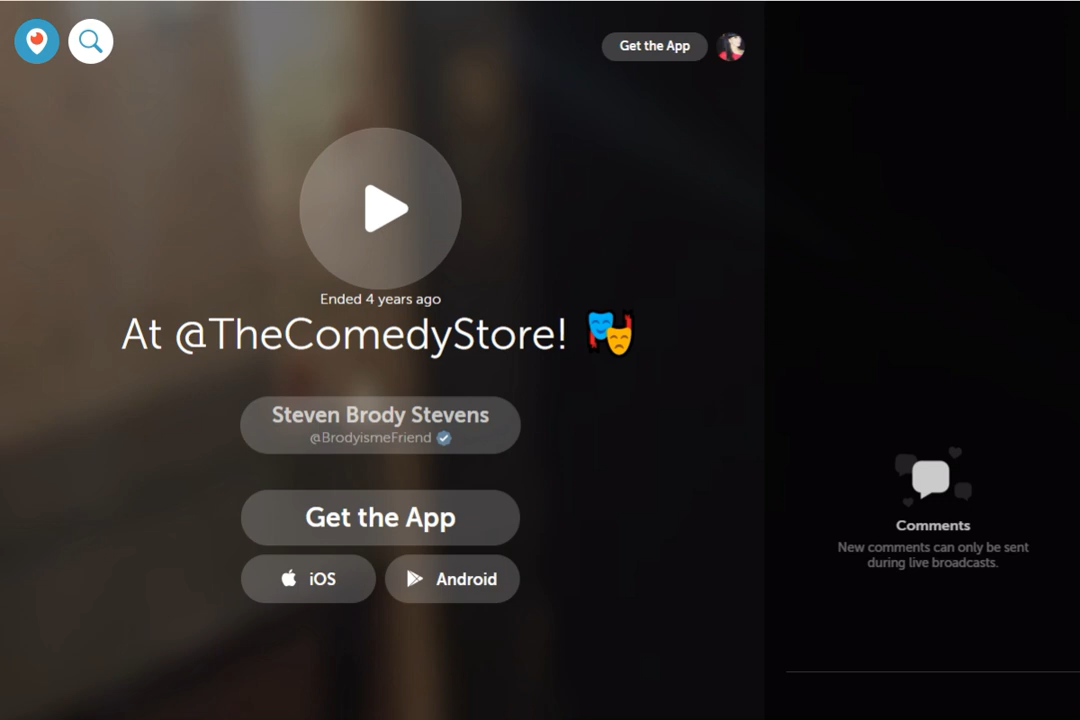 Get the App
Ended 4 years ago
At @TheComedyStore! 🎭
Steven Brody Stevens
@BrodyismeFriend
Get the App
iOS
Android
Comments
New comments can only be sent
during live broadcasts.